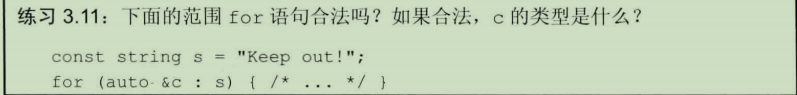 练习 3.11：下面的范围 for 语句合法吗？如果合法，c 的类型是什么？
const string s = "Keep out!";
for (auto &c : s) { /* ... */ }